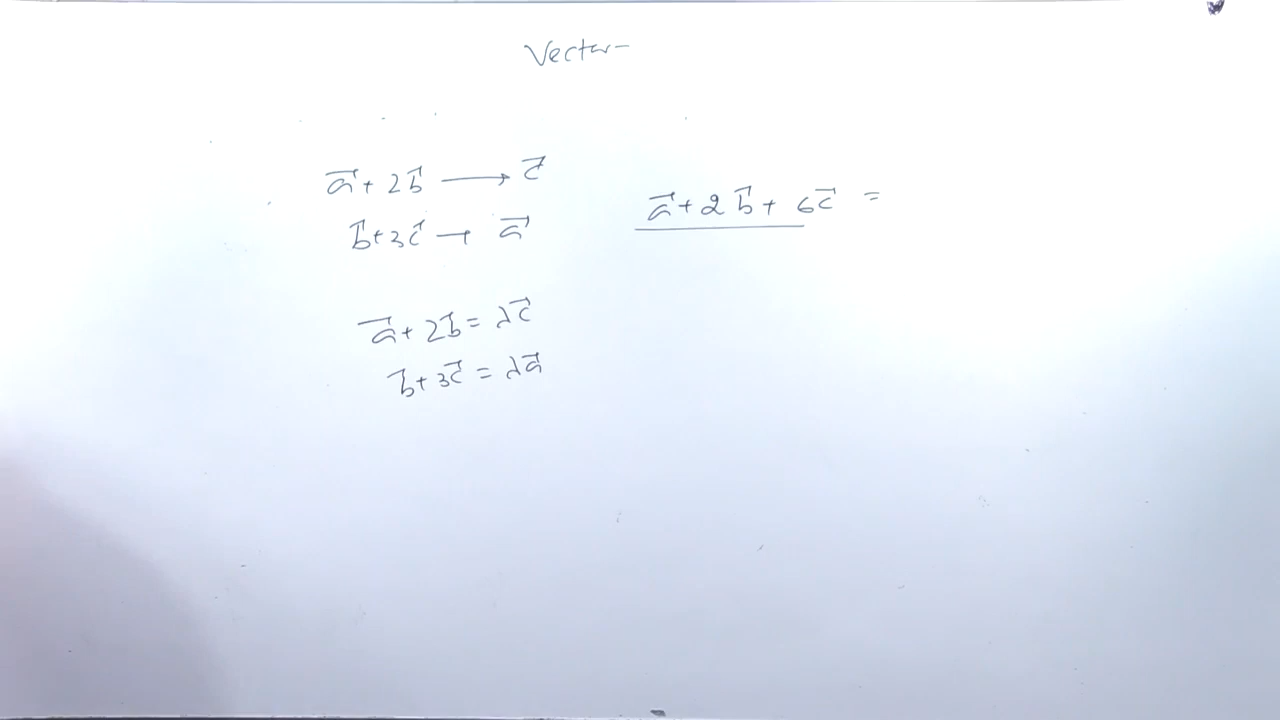 Vector
a⃗ + 2b⃗ ⟶ c⃗
b⃗ + 3c⃗ → a⃗
a⃗ + 2b⃗ + 6c⃗ =
a⃗ + 2b⃗ = λc⃗
b⃗ + 3c⃗ = λa⃗